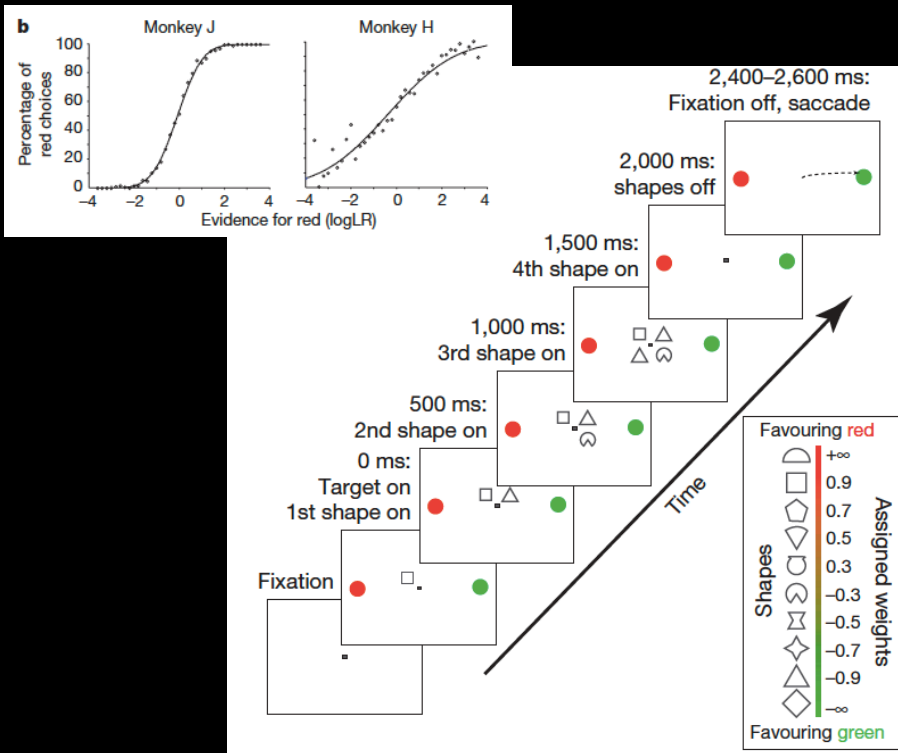 b
Monkey J
Monkey H
Percentage of
red choices
100
80
60
40
20
0
−4 −2 0 2 4
−4 −2 0 2 4
Evidence for red (logLR)
2,400–2,600 ms:
Fixation off, saccade
2,000 ms:
shapes off
1,500 ms:
4th shape on
1,000 ms:
3rd shape on
500 ms:
2nd shape on
0 ms:
Target on
1st shape on
Fixation
Time
Favouring red
+∞
0.9
0.7
0.5
0.3
−0.3
−0.5
−0.7
−0.9
−∞
Shapes
Assigned weights
Favouring green